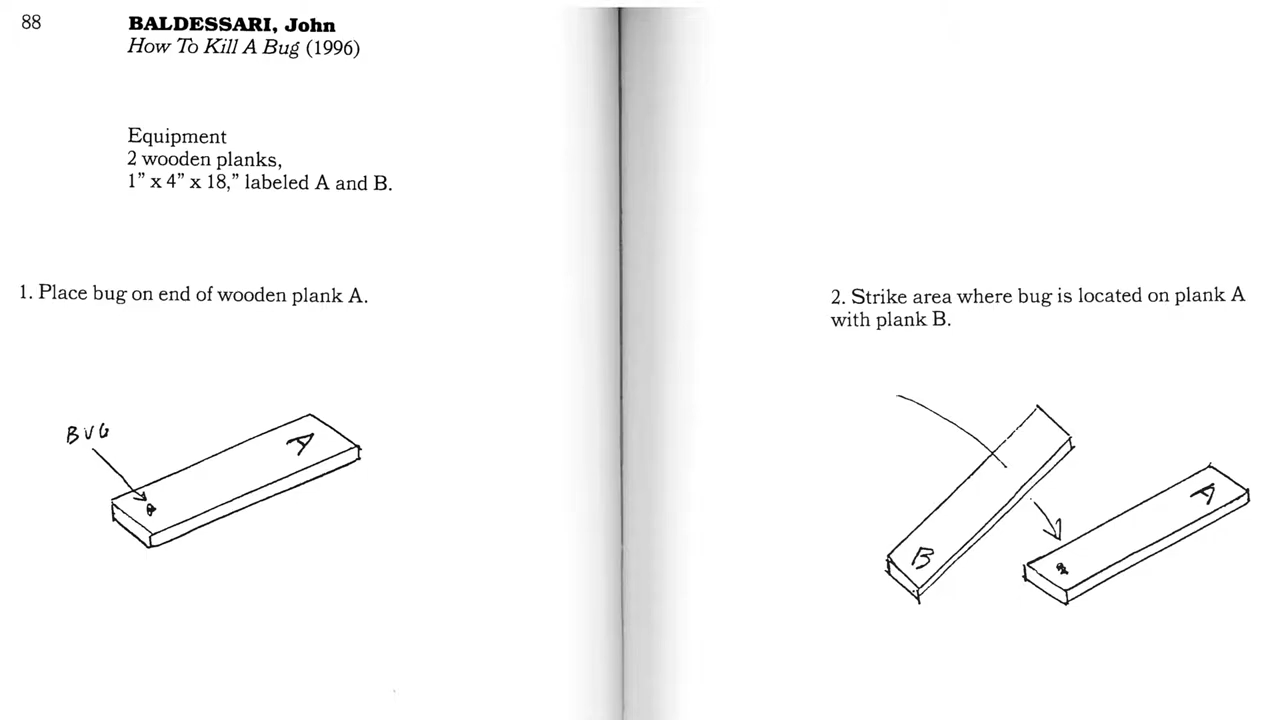 88
BALDESSARI, John
How To Kill A Bug (1996)
Equipment
2 wooden planks,
1” x 4” x 18,” labeled A and B.
1. Place bug on end of wooden plank A.
BUG
A
2. Strike area where bug is located on plank A
with plank B.
B
A